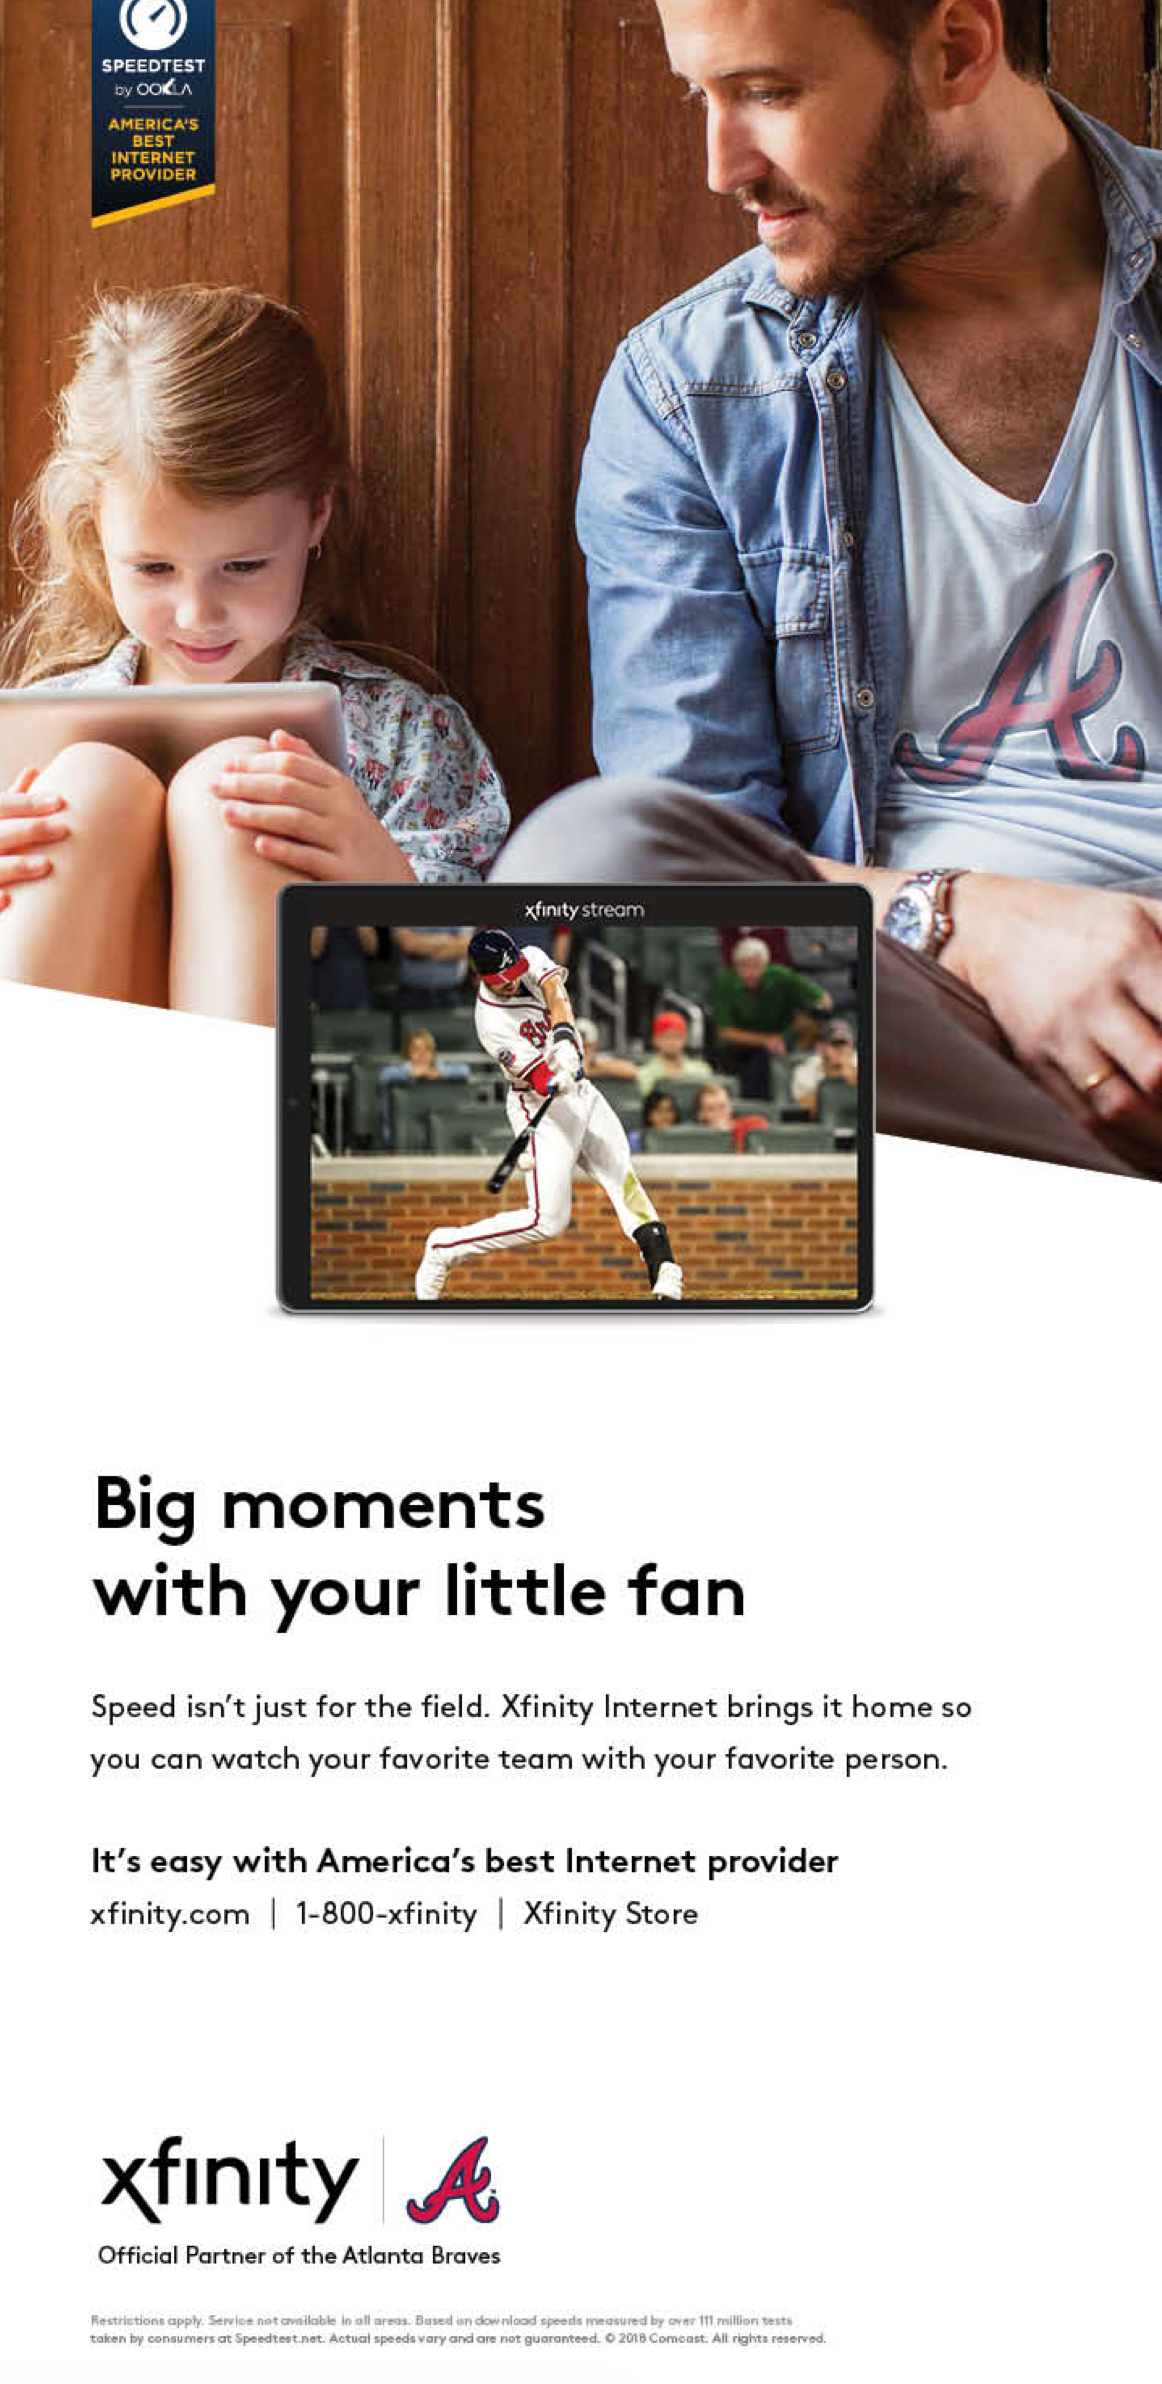 SPEEDTEST
by OOKLA
AMERICA'S
BEST
INTERNET
PROVIDER
A
xfinity stream
Big moments
with your little fan
Speed isn't just for the field. Xfinity Internet brings it home so
you can watch your favorite team with your favorite person.
It's easy with America's best Internet provider
xfinity.com | 1-800-xfinity | Xfinity Store
xfinity | A
Official Partner of the Atlanta Braves
Restrictions apply. Service not available in all areas. Based on download speeds measured by over 111 million tests
taken by consumers at Speedtest.net. Actual speeds vary and are not guaranteed. © 2018 Comcast. All rights reserved.